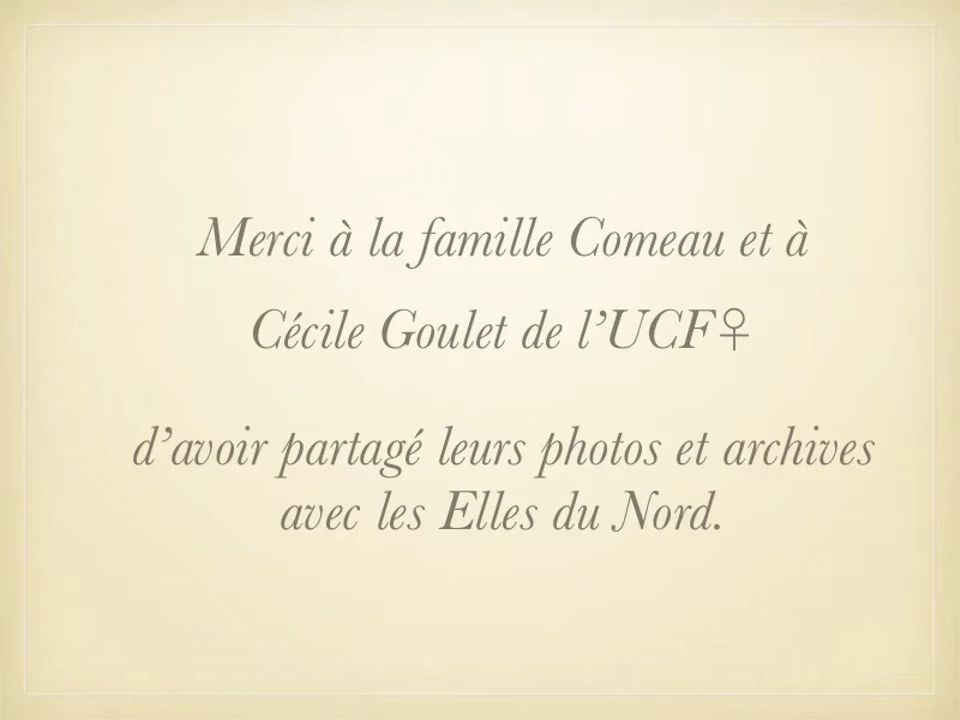 Merci à la famille Comeau et à
Cécile Goulet de l’UCF♀
d’avoir partagé leurs photos et archives
avec les Elles du Nord.